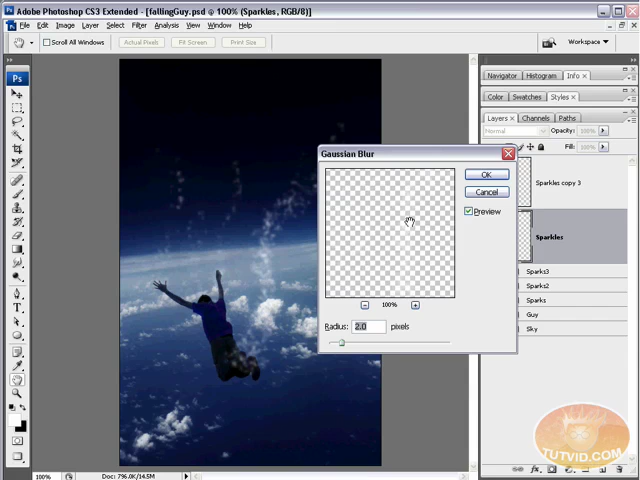 Adobe Photoshop CS3 Extended - [fallingGuy.psd @ 100% (Sparkles, RGB/8)]
File Edit Image Layer Select Filter Analysis View Window Help
Scroll All Windows Actual Pixels Fit Screen Print Size Workspace
Ps
Navigator Histogram Info
Color Swatches Styles
Layers Channels Paths
Normal Opacity: 100%
Fill: 100%
Gaussian Blur
OK
Cancel
Preview
100%
Radius: 2.0 pixels
Sparkles copy 3
Sparkles
Sparks3
Sparks2
Sparks
Guy
Sky
TUTVID.COM
100% Doc: 796.0K/14.5M